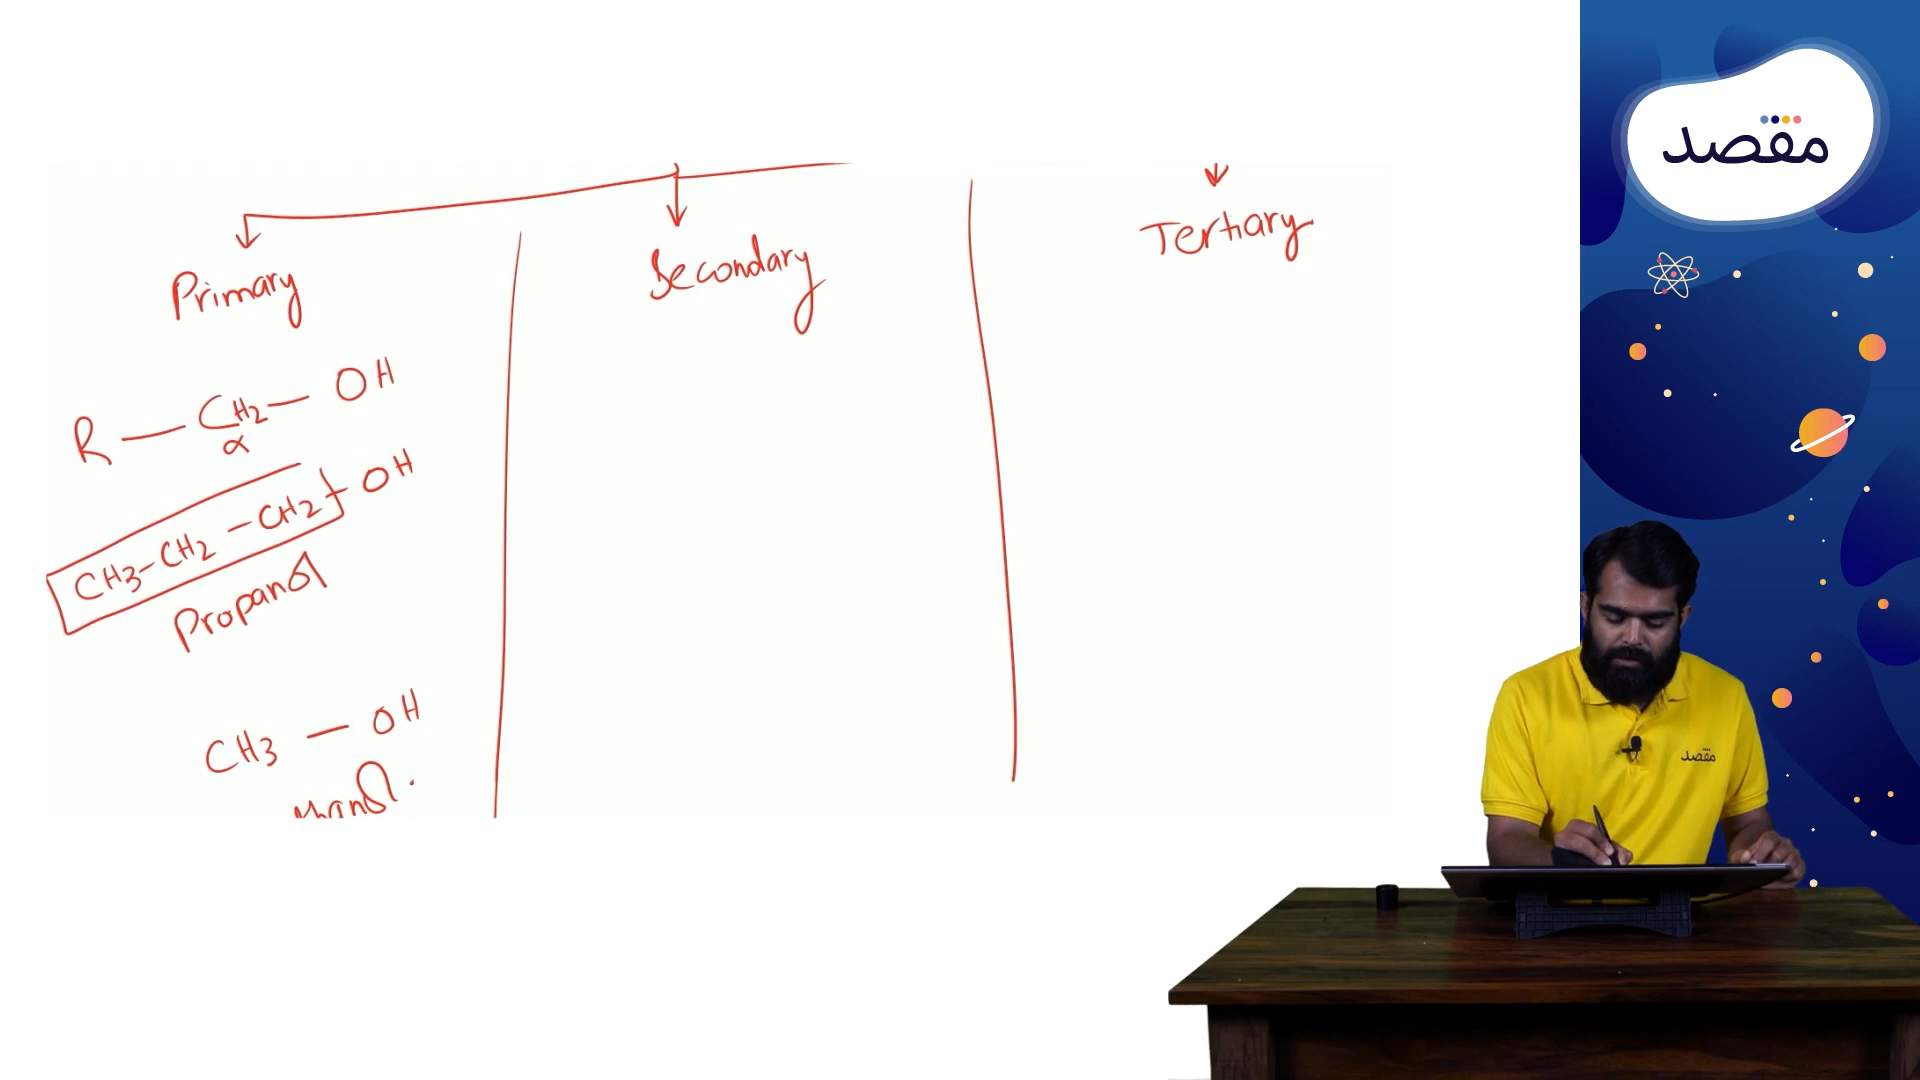 Primary
Secondary
Tertiary
R — CH2 — OH
α
CH3-CH2-CH2-OH
Propanol
CH3 — OH
مقصد
مقصد